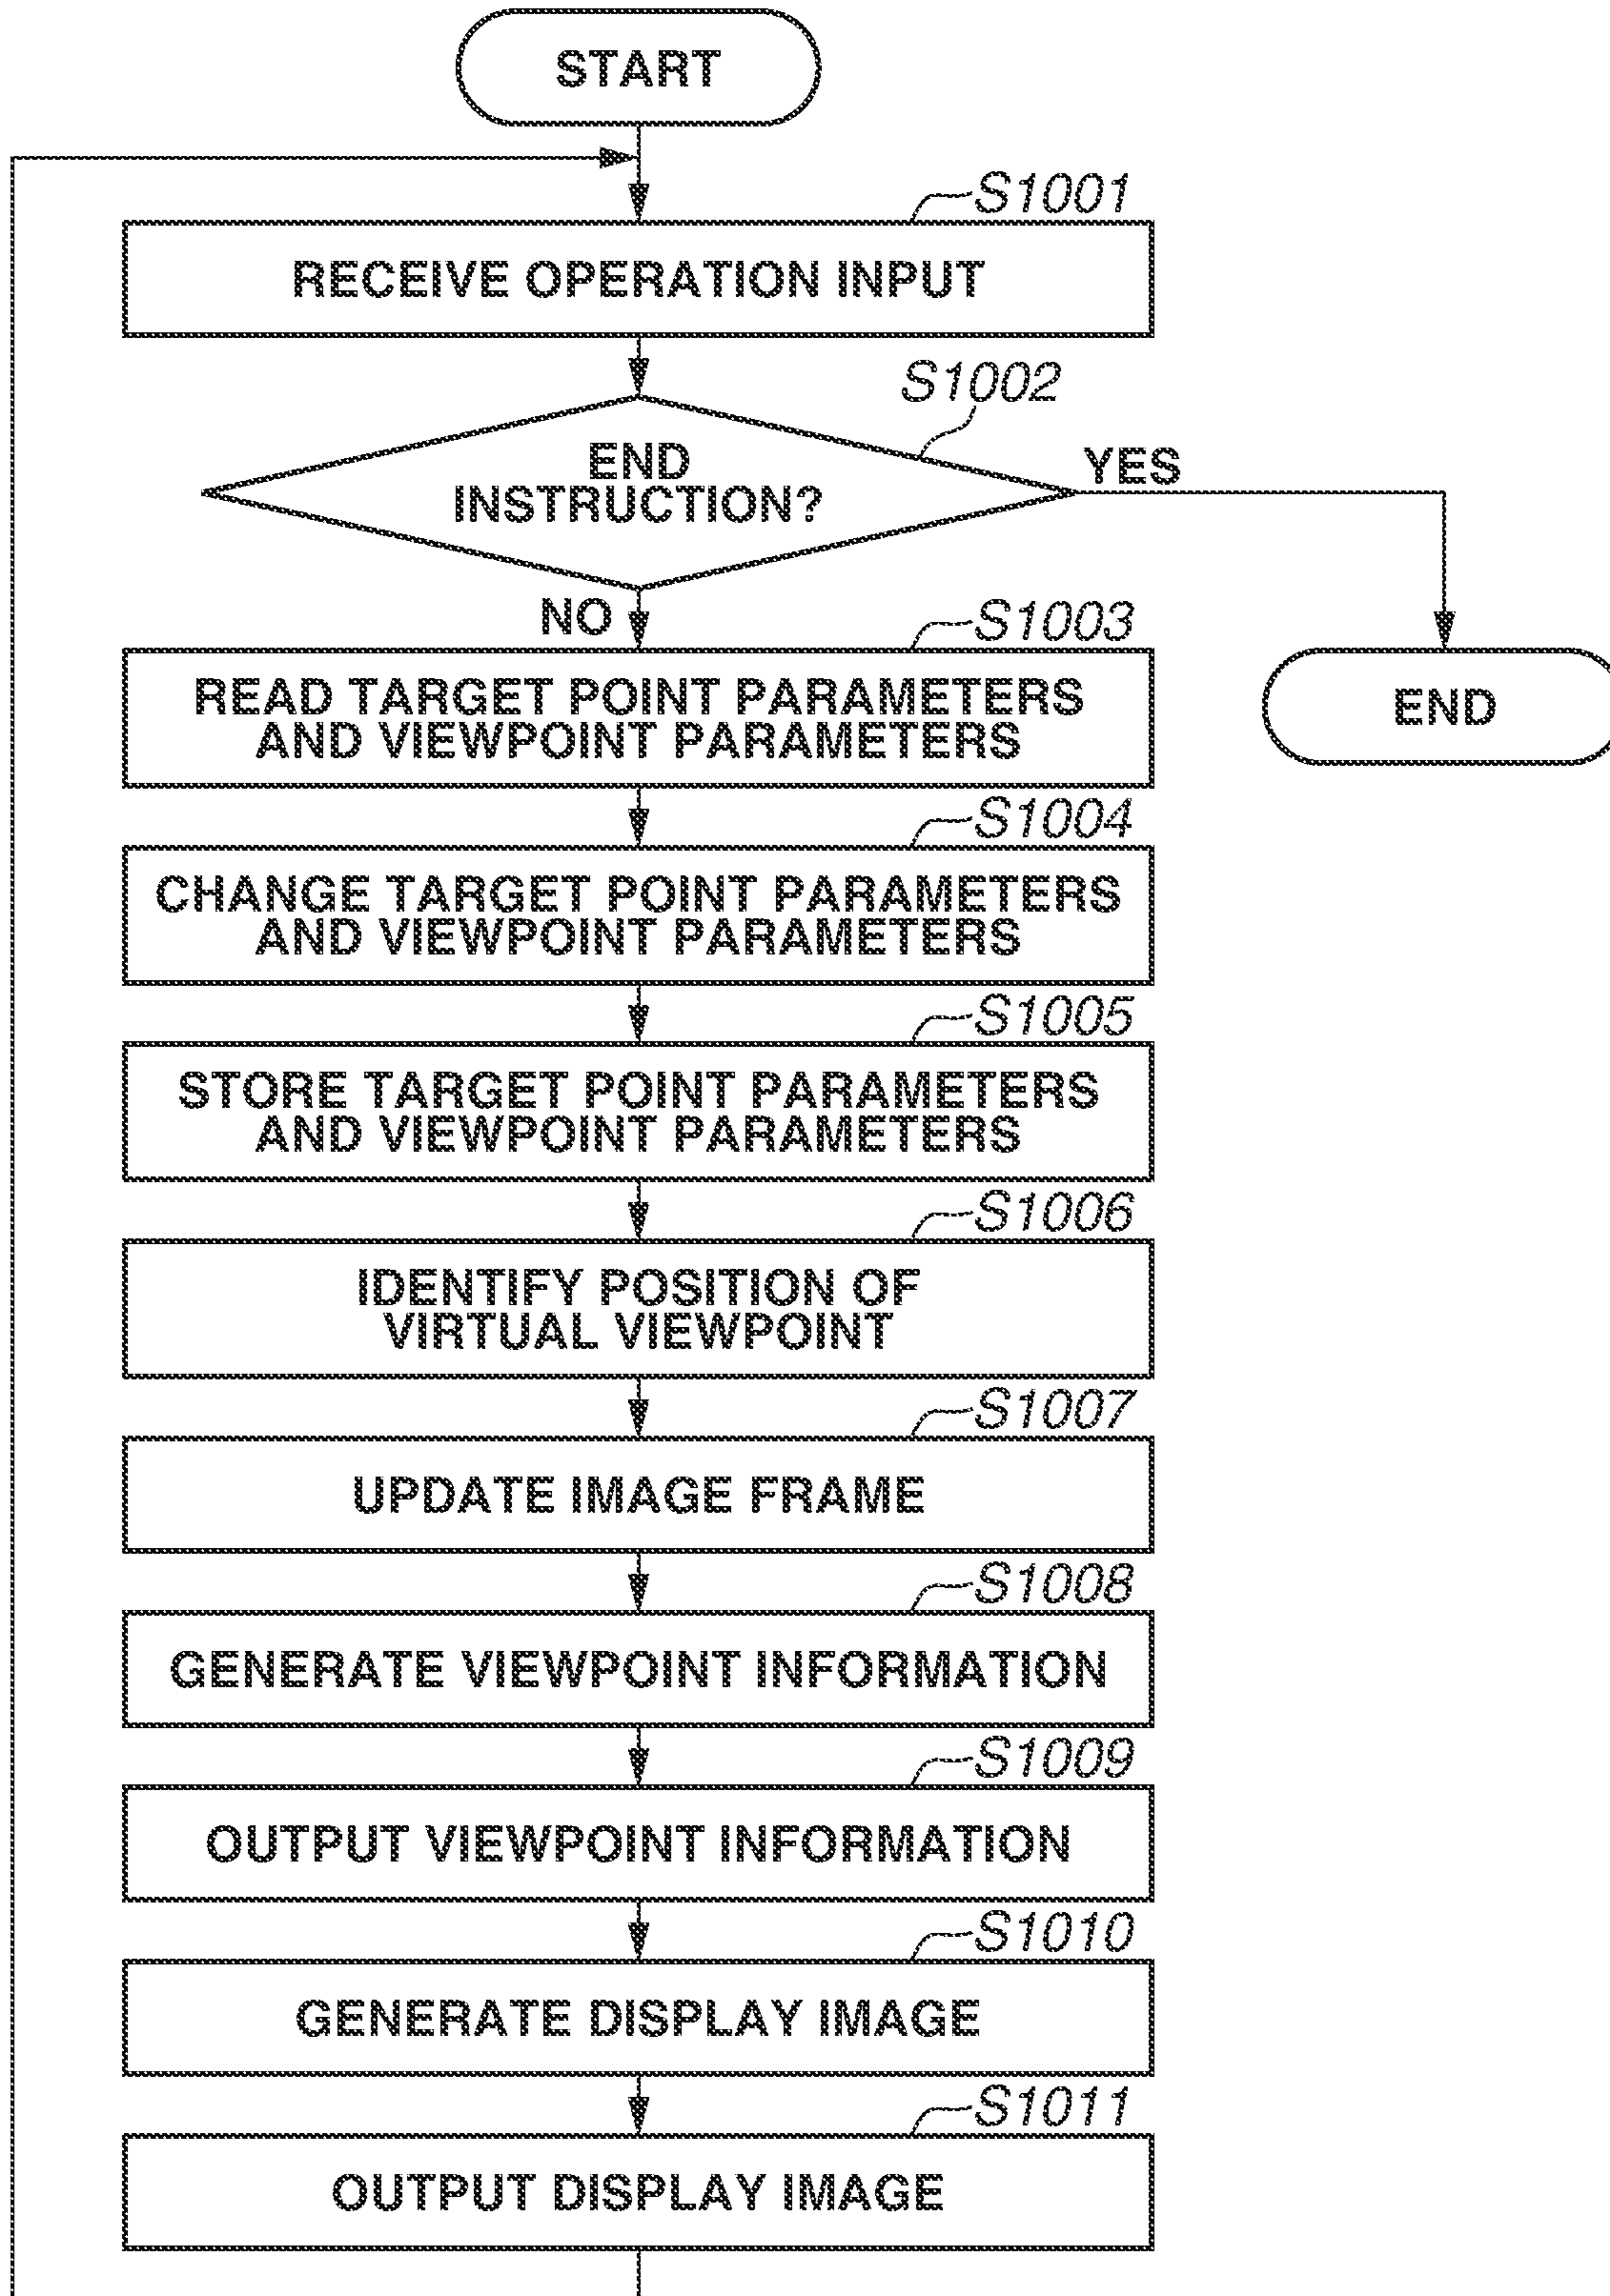 START
S1001
RECEIVE OPERATION INPUT
S1002
END
INSTRUCTION?
YES
NO
S1003
READ TARGET POINT PARAMETERS
AND VIEWPOINT PARAMETERS
END
S1004
CHANGE TARGET POINT PARAMETERS
AND VIEWPOINT PARAMETERS
S1005
STORE TARGET POINT PARAMETERS
AND VIEWPOINT PARAMETERS
S1006
IDENTIFY POSITION OF
VIRTUAL VIEWPOINT
S1007
UPDATE IMAGE FRAME
S1008
GENERATE VIEWPOINT INFORMATION
S1009
OUTPUT VIEWPOINT INFORMATION
S1010
GENERATE DISPLAY IMAGE
S1011
OUTPUT DISPLAY IMAGE